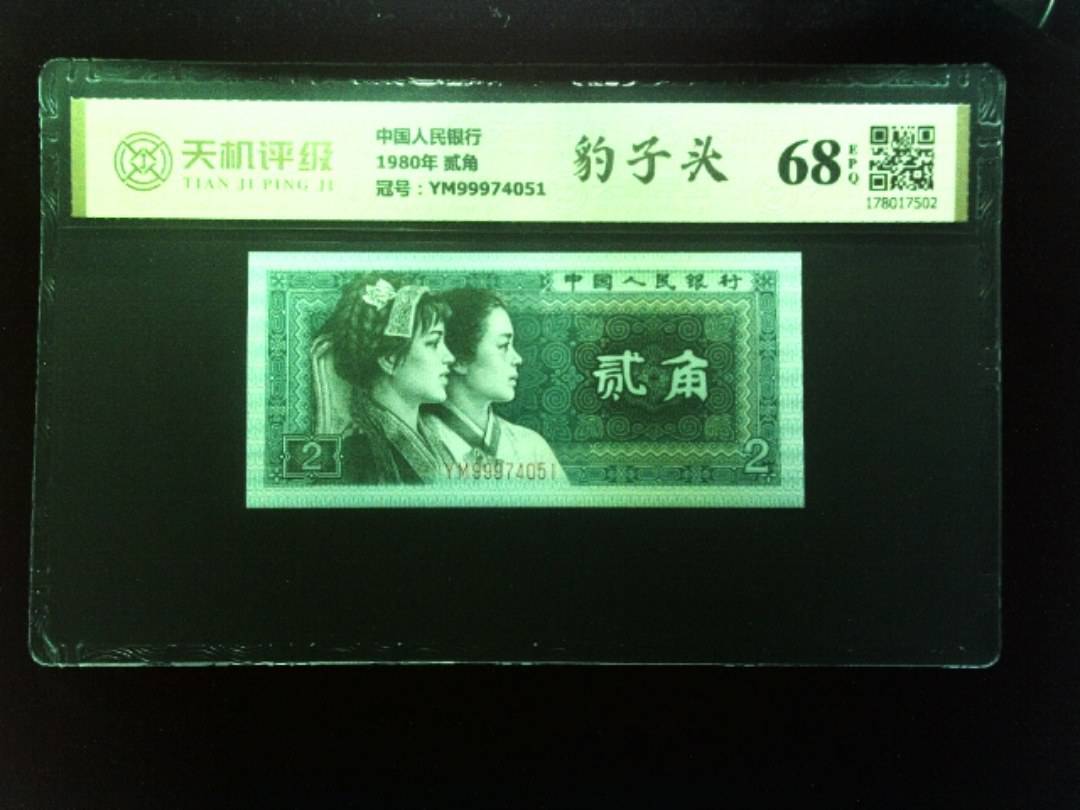 天机评级
TIAN JI PING JI
中国人民银行
1980年 贰角
冠号：YM99974051
豹子头
68
EPQ
178017502
中国人民银行
贰角
2
YM99974051
2